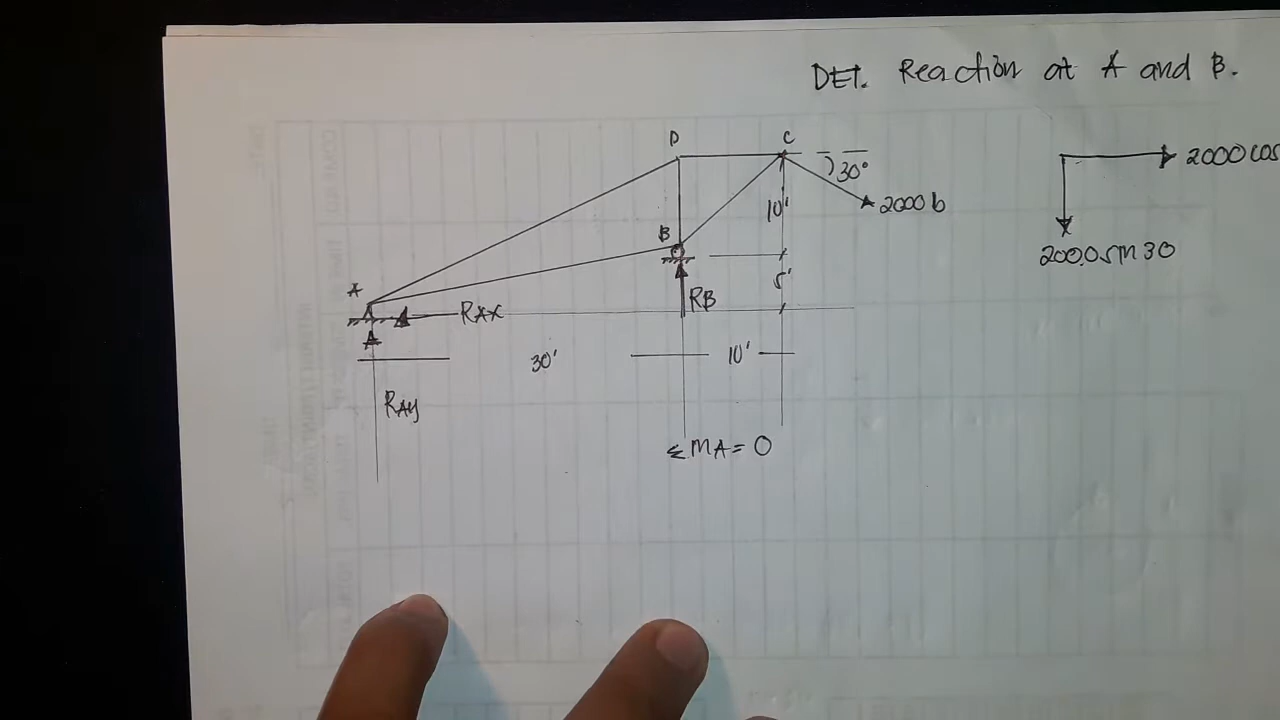 DET. Reaction at A and B.
D
C
30°
2000 cos
10'
2000 b
B
2000 sin 30
A
5'
RB
RAX
30'
10'
RAY
ΣMA = 0